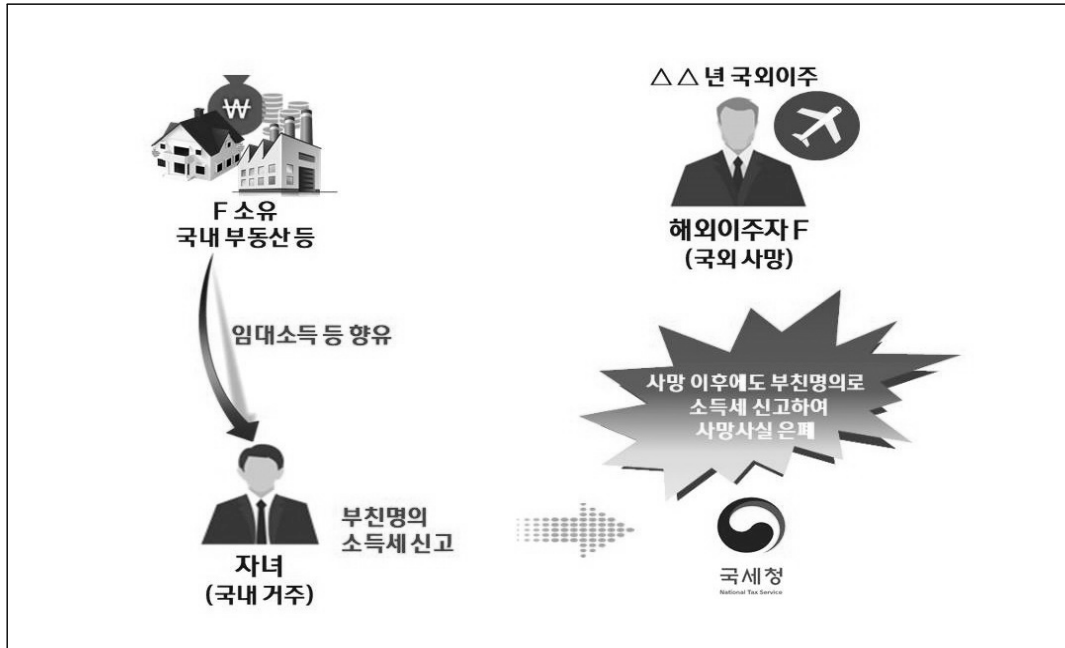 △△년 국외이주
₩
F 소유
국내 부동산 등
해외이주자 F
(국외 사망)
임대소득 등 향유
사망 이후에도 부친명의로
소득세 신고하여
사망사실 은폐
부친명의
소득세 신고
자녀
(국내 거주)
국세청
National Tax Service